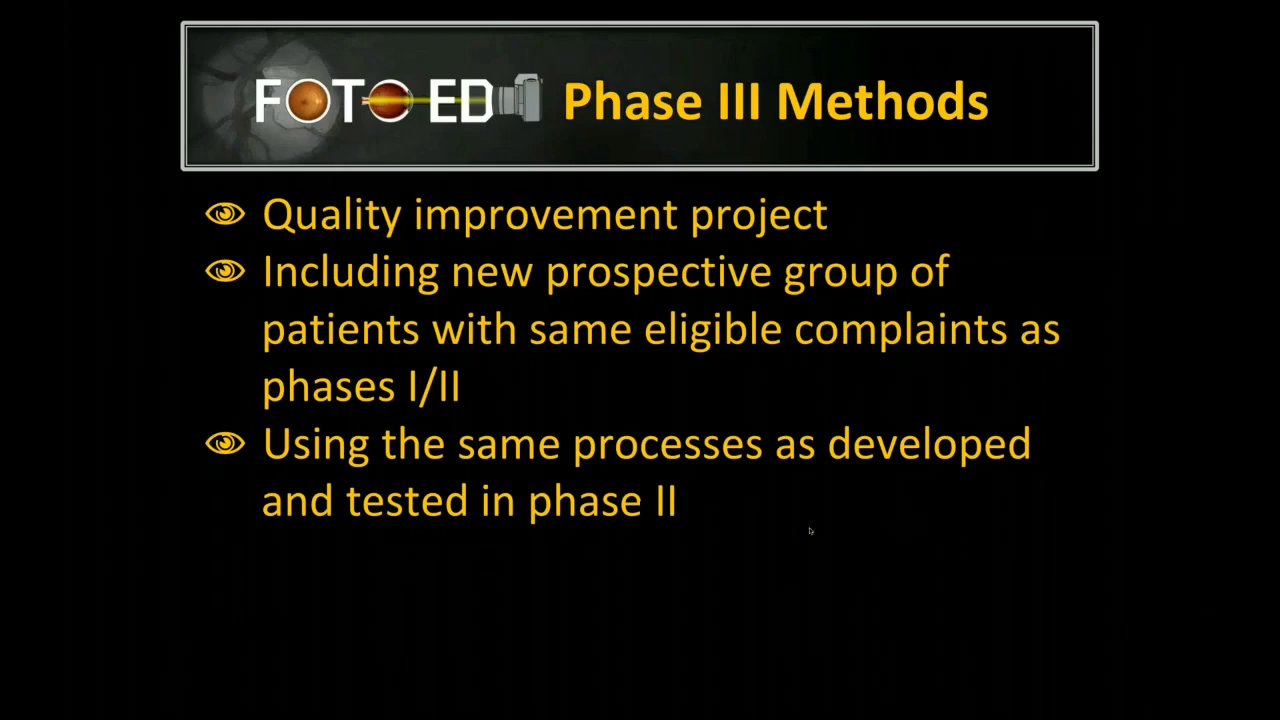 FOTO ED Phase III Methods
Quality improvement project
Including new prospective group of
patients with same eligible complaints as
phases I/II
Using the same processes as developed
and tested in phase II